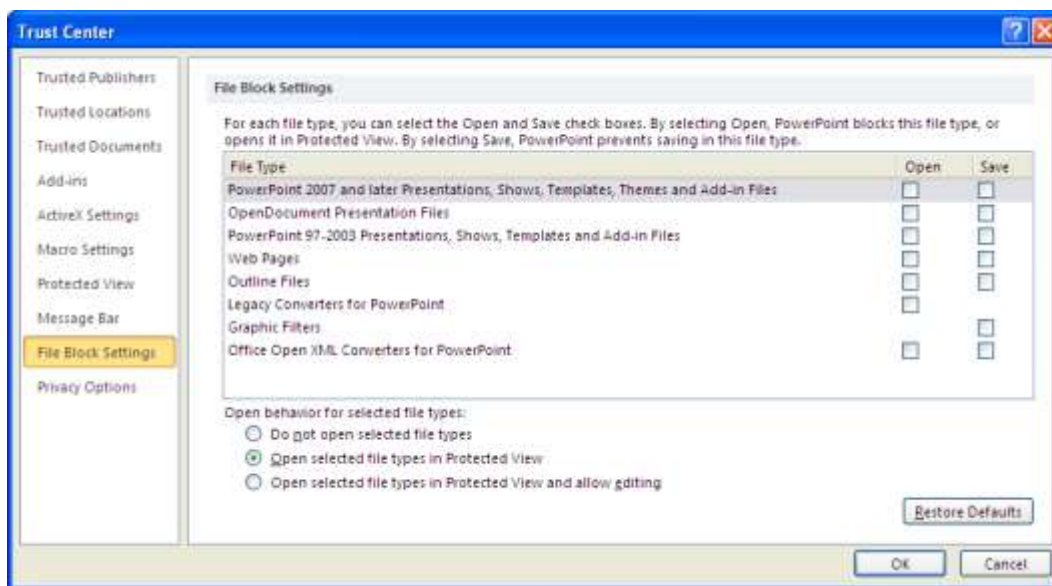 Trust Center
Trusted Publishers
Trusted Locations
Trusted Documents
Add-ins
ActiveX Settings
Macro Settings
Protected View
Message Bar
File Block Settings
Privacy Options
File Block Settings
For each file type, you can select the Open and Save check boxes. By selecting Open, PowerPoint blocks this file type, or
opens it in Protected View. By selecting Save, PowerPoint prevents saving in this file type.
File Type Open Save
PowerPoint 2007 and later Presentations, Shows, Templates, Themes and Add-in Files
OpenDocument Presentation Files
PowerPoint 97-2003 Presentations, Shows, Templates and Add-in Files
Web Pages
Outline Files
Legacy Converters for PowerPoint
Graphic Filters
Office Open XML Converters for PowerPoint
Open behavior for selected file types:
Do not open selected file types
Open selected file types in Protected View
Open selected file types in Protected View and allow editing
Restore Defaults
OK Cancel